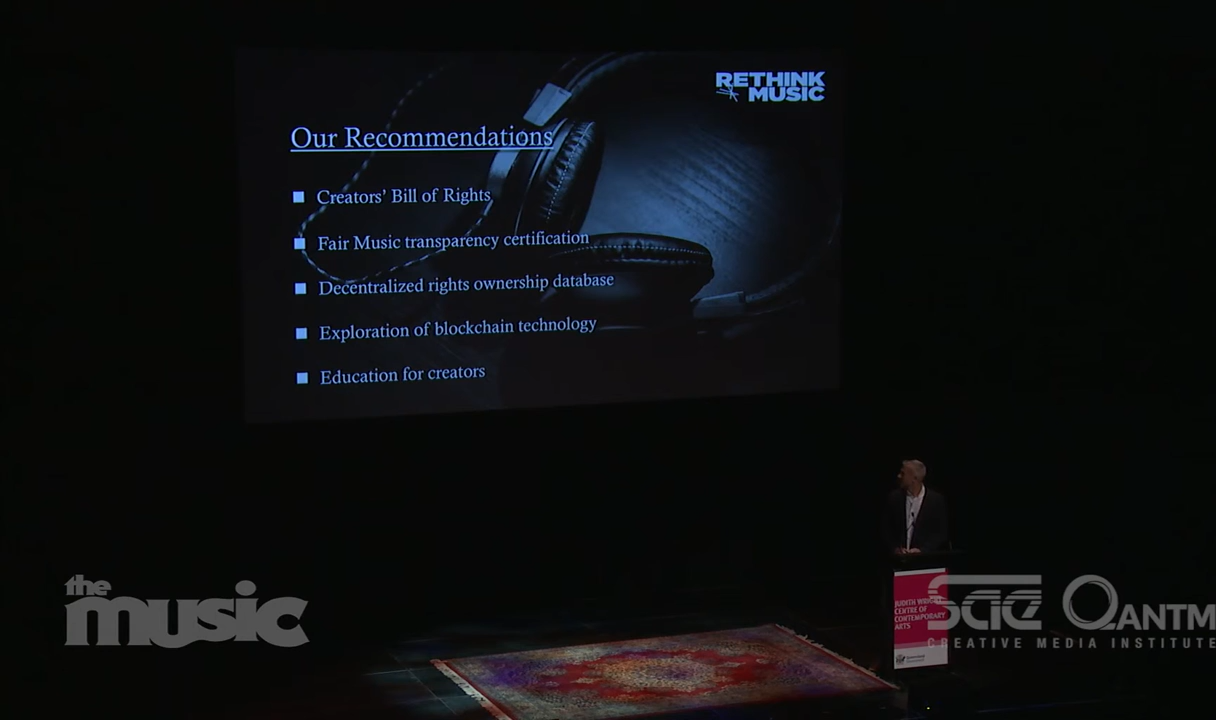 RETHINK
MUSIC
Our Recommendations
Creators' Bill of Rights
Fair Music transparency certification
Decentralized rights ownership database
Exploration of blockchain technology
Education for creators
the
music
JUDITH
CENTRE OF
CONTEMPORARY
ARTS
sae QANTM
CREATIVE MEDIA INSTITUTE